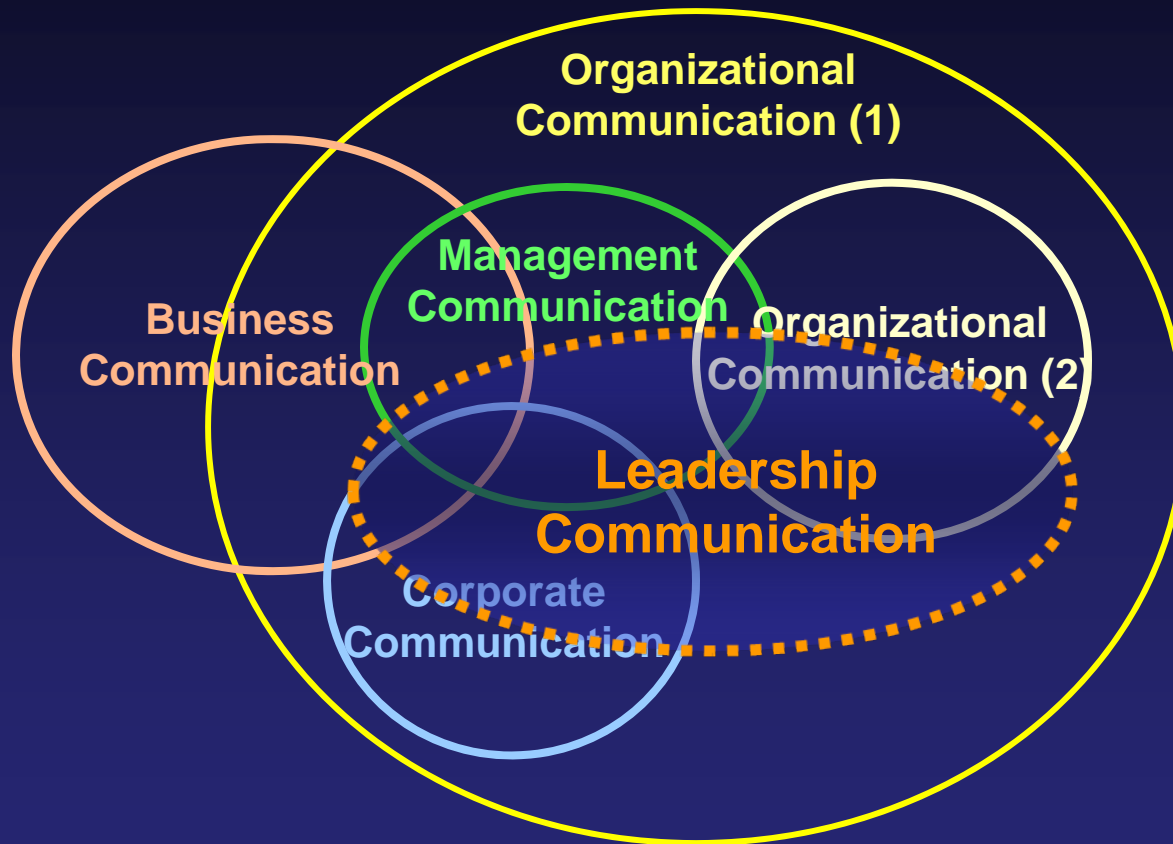 Organizational
Communication (1)
Management
Communication
Business
Communication
Organizational
Communication (2)
Leadership
Communication
Corporate
Communication